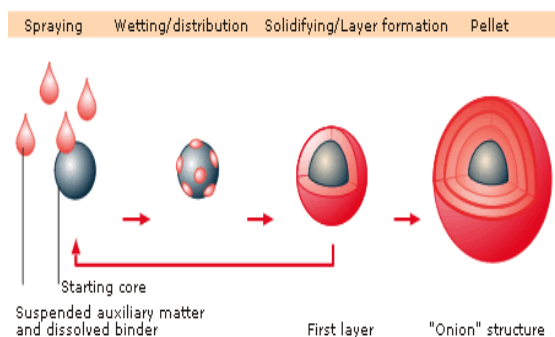 Spraying
Wetting/distribution
Solidifying/Layer formation
Pellet
Starting core
Suspended auxiliary matter
and dissolved binder
First layer
"Onion" structure